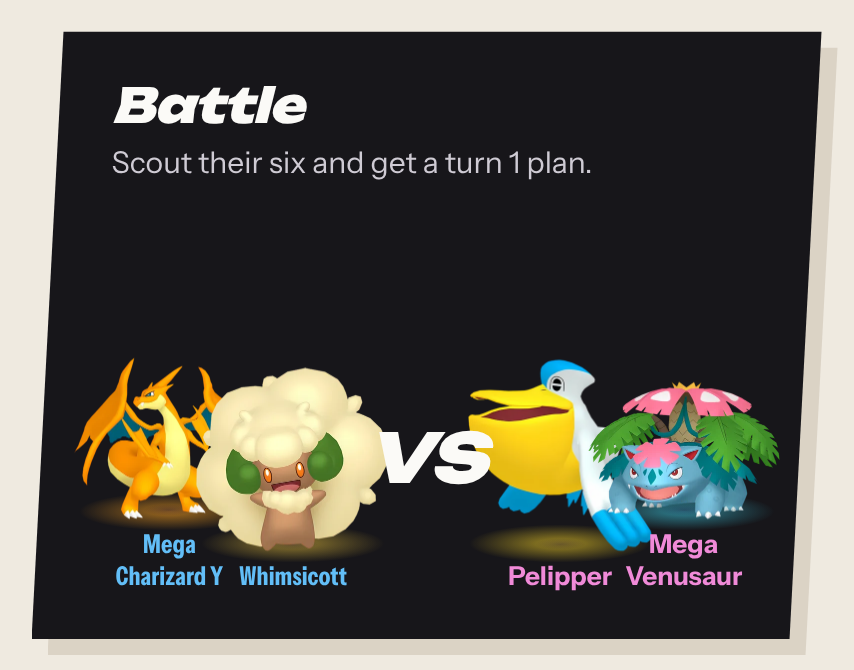 Battle
Scout their six and get a turn 1 plan.
VS
Mega
Charizard Y
Whimsicott
Pelipper
Mega
Venusaur